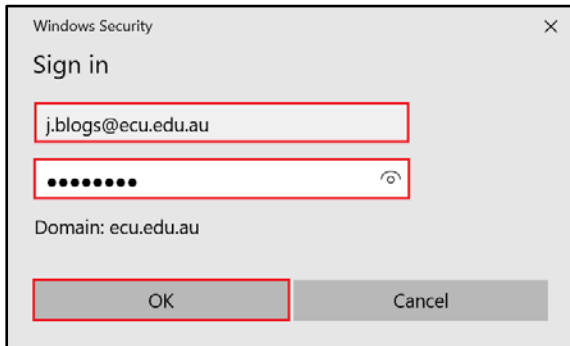 Windows Security
Sign in
j.blogs@ecu.edu.au
●●●●●●●●
Domain: ecu.edu.au
OK Cancel